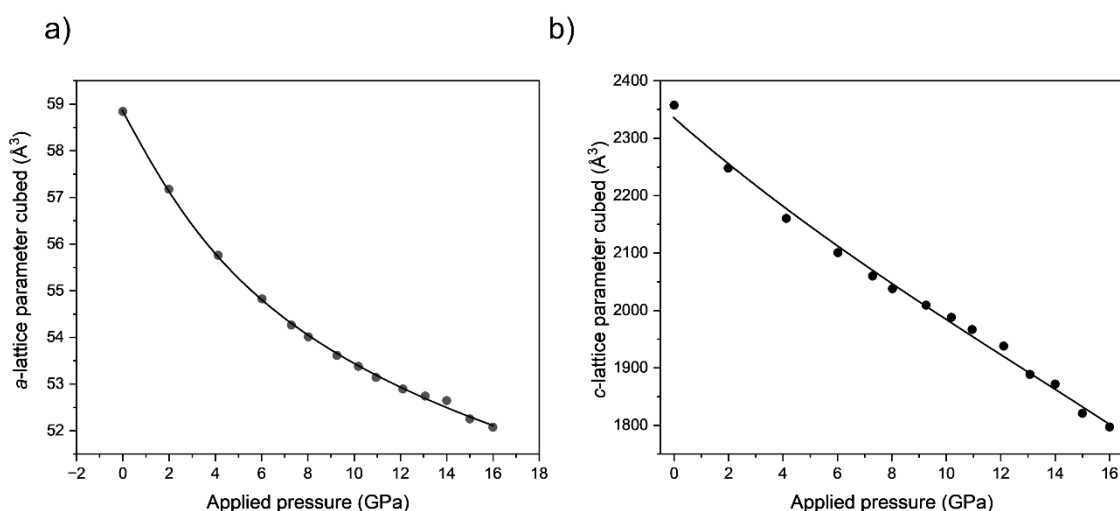 a)
b)
59
58
57
56
55
54
53
52
−2 0 2 4 6 8 10 12 14 16 18
a-lattice parameter cubed (Å³)
Applied pressure (GPa)
2400
2300
2200
2100
2000
1900
1800
0 2 4 6 8 10 12 14 16
c-lattice parameter cubed (Å³)
Applied pressure (GPa)